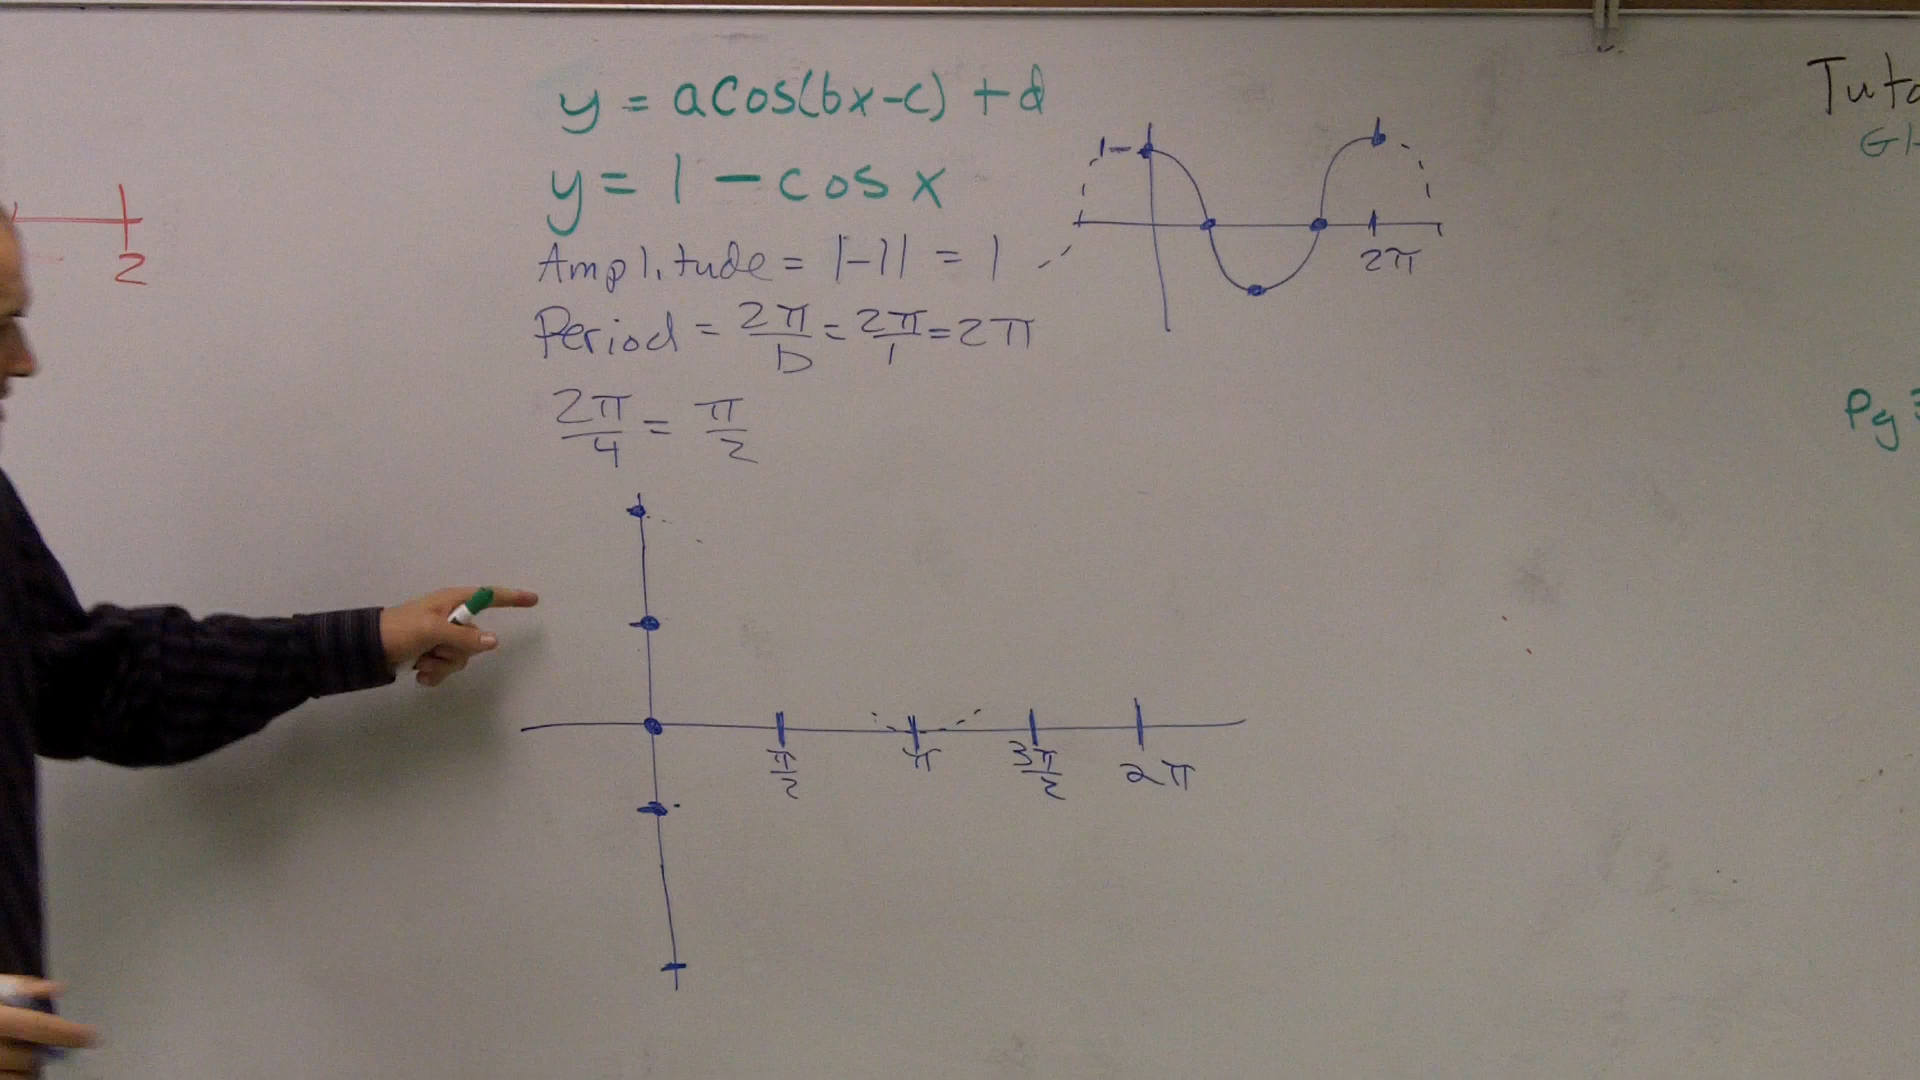 y = acos(bx-c) + d
y = 1 - cos x
Amplitude = |-1| = 1
Period = 2π/b = 2π/1 = 2π
2π/4 = π/2
1
2π
π/2 π 3π/2 2π
2
Pg